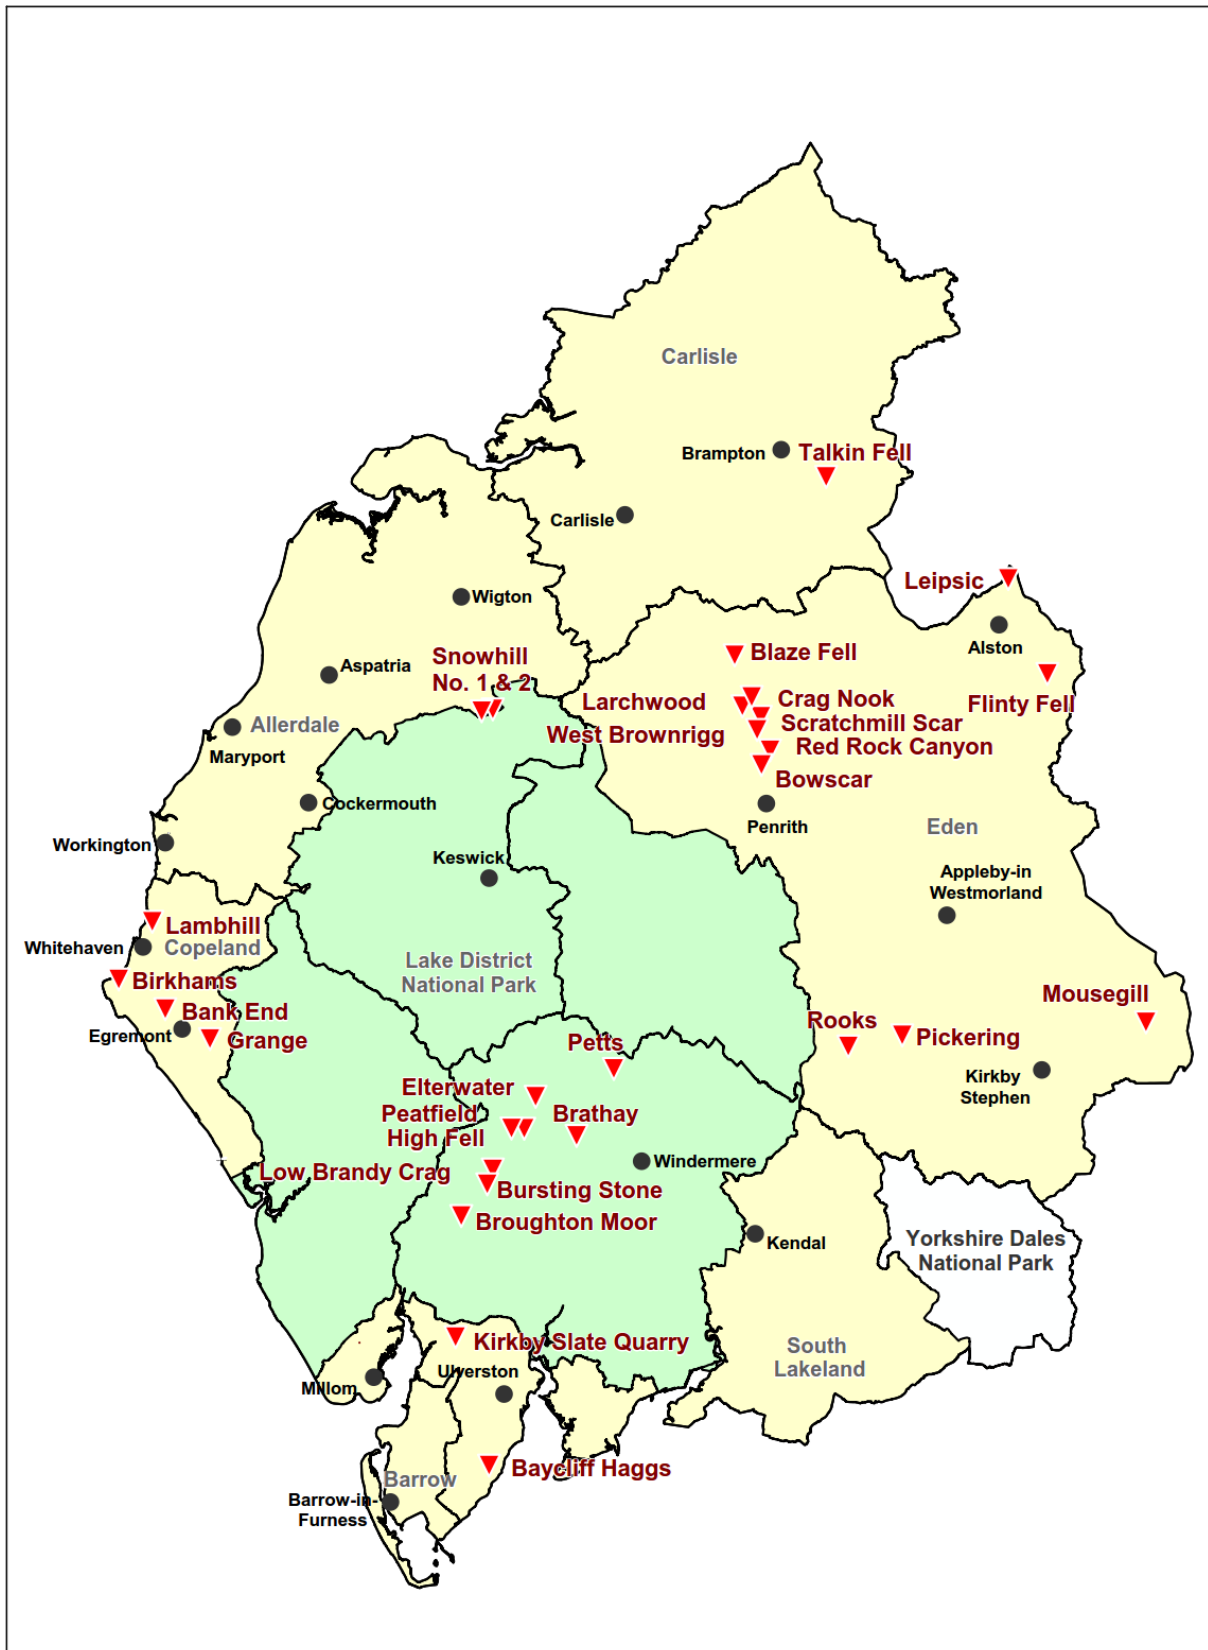 Carlisle
Brampton
Talkin Fell
Carlisle
Leipsic
Wigton
Alston
Snowhill
No. 1 & 2
Blaze Fell
Aspatria
Flinty Fell
Larchwood
Crag Nook
Allerdale
Scratchmill Scar
West Brownrigg
Red Rock Canyon
Maryport
Bowscar
Cockermouth
Penrith
Eden
Workington
Keswick
Appleby-in
Westmorland
Lambhill
Whitehaven
Copeland
Lake District
National Park
Birkhams
Mousegill
Bank End
Rooks
Egremont
Grange
Pickering
Petts
Kirkby
Stephen
Elterwater
Peatfield
Brathay
High Fell
Windermere
Low Brandy Crag
Bursting Stone
Broughton Moor
Kendal
Yorkshire Dales
National Park
Kirkby Slate Quarry
South
Lakeland
Ulverston
Millom
Baycliff Haggs
Barrow
Barrow-in-
Furness